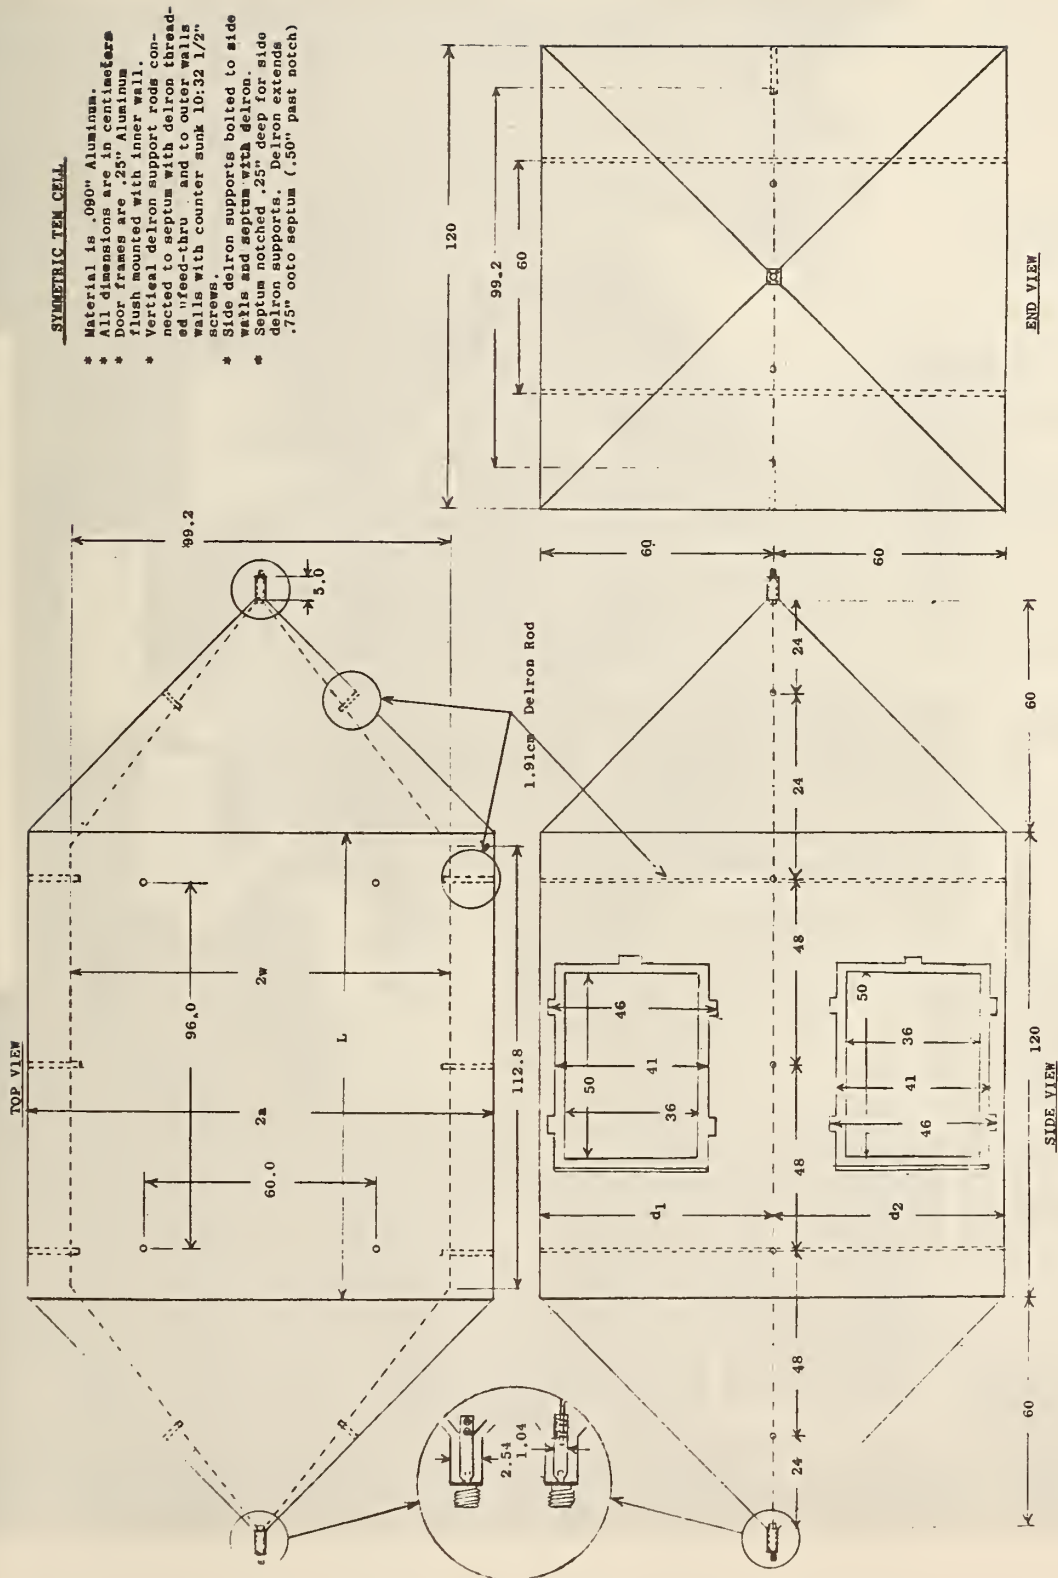 SYMMETRIC TEM CELL
* Material is .090" Aluminum.
* All dimensions are in centimeters
* Door frames are .25" Aluminum
flush mounted with inner wall.
* Vertical delron support rods con-
nected to septum with delron thread-
ed "feed-thru and to outer walls
walls with counter sunk 10:32 1/2"
screws.
* Side delron supports bolted to side
walls and septum with delron.
* Septum notched .25" deep for side
delron supports. Delron extends
.75" ooto septum (.50" past notch)
TOP VIEW
99.2
5.0
96.0
2w
L
2a
60.0
112.8
1.91cm Delron Rod
2.54
1.04
120
99.2
60
END VIEW
60
60
24
24
48
48
48
24
60
120
60
46
41
50
36
50
36
41
46
d1
d2
SIDE VIEW